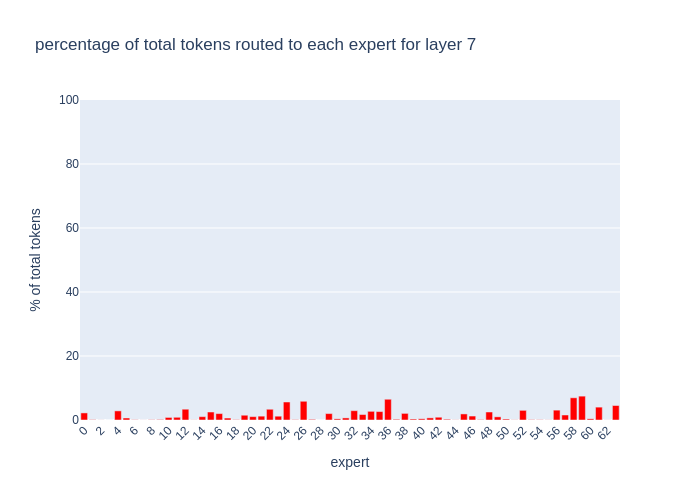 percentage of total tokens routed to each expert for layer 7
100
80
60
40
20
0
% of total tokens
0 2 4 6 8 10 12 14 16 18 20 22 24 26 28 30 32 34 36 38 40 42 44 46 48 50 52 54 56 58 60 62
expert